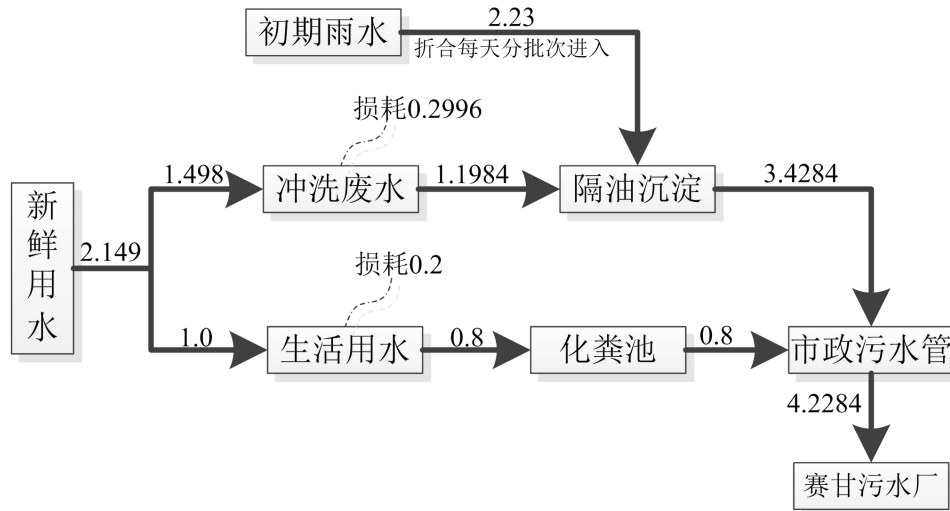 初期雨水
2.23
折合每天分批次进入
损耗0.2996
新鲜用水
2.149
1.498
冲洗废水
1.1984
隔油沉淀
3.4284
损耗0.2
1.0
生活用水
0.8
化粪池
0.8
市政污水管
4.2284
赛甘污水厂